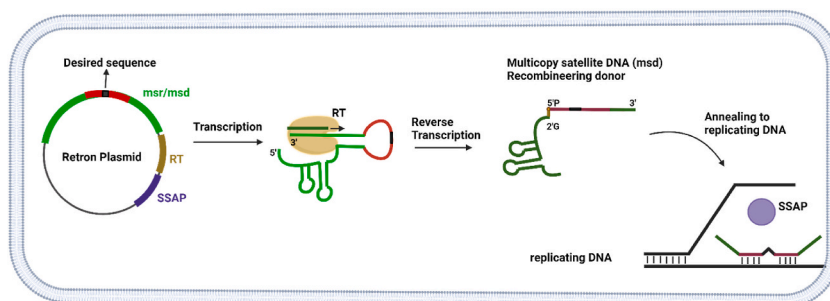 Desired sequence
msr/msd
Retron Plasmid
RT
SSAP
Transcription
RT
3'
5'
Reverse
Transcription
Multicopy satellite DNA (msd)
Recombineering donor
5'P
3'
2'G
Annealing to
replicating DNA
SSAP
replicating DNA